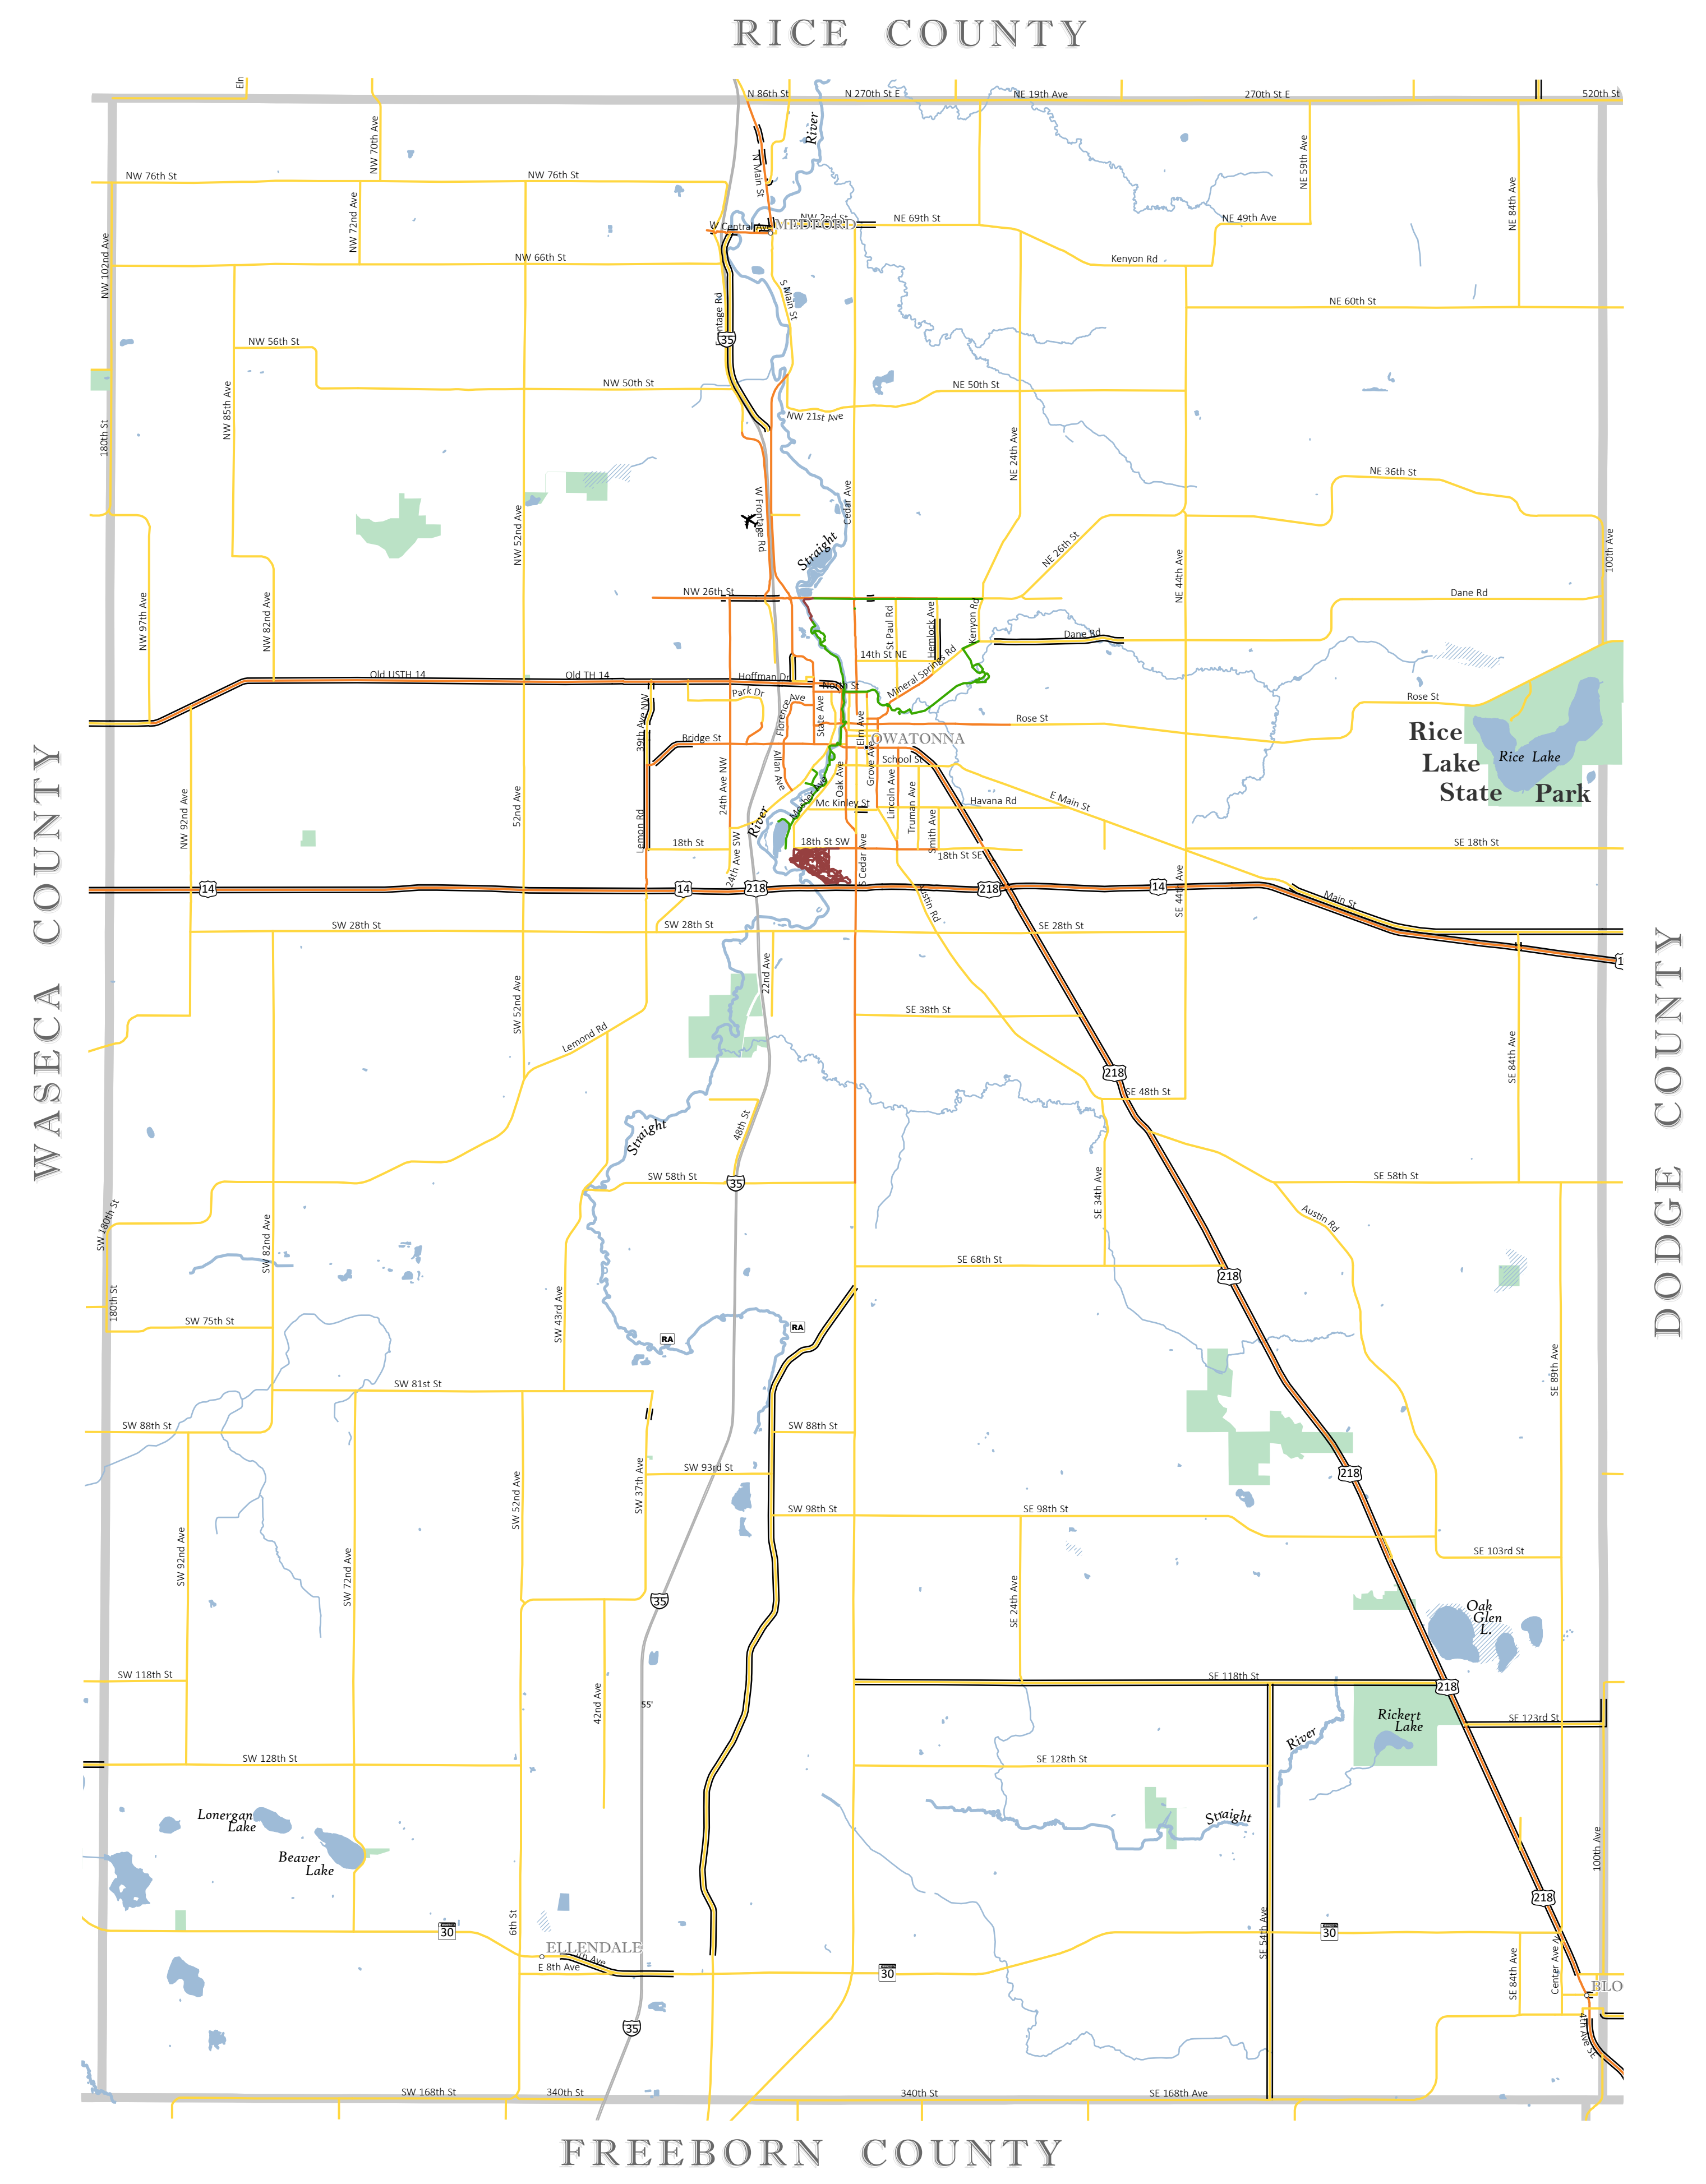 RICE COUNTY
N 86th St
N 270th St E
NE 19th Ave
270th St E
520th St
NW 70th Ave
River
N Main St
NE 59th Ave
NW 76th St
NW 76th St
NW 72nd Ave
NE 84th Ave
W Central Ave
NW 2nd St
MEDFORD
NE 69th St
NE 49th Ave
NW 102nd Ave
NW 66th St
Kenyon Rd
S Main St
35
NE 60th St
NW 56th St
NW 50th St
NE 50th St
NW 85th Ave
NW 21st Ave
180th St
NE 24th Ave
NE 36th St
Cedar Ave
NW 52nd Ave
W Frontage Rd
Straight
NE 26th St
100th Ave
NE 44th Ave
NW 97th Ave
NW 82nd Ave
NW 26th St
St Paul Rd
Hemlock Ave
Kenyon Rd
Dane Rd
Dane Rd
14th St NE
Mineral Springs Rd
Old USTH 14
Old TH 14
Hoffman Dr
North St
Park Dr
Florence Ave
State Ave
39th Ave NW
Elm Ave
Rose St
Rose St
Bridge St
OWATONNA
Rice
Lake
State Park
Rice Lake
24th Ave NW
Allan Ave
Grove Ave
School St
Oak Ave
Lincoln Ave
Truman Ave
Mosher Ave
Mc Kinley St
Havana Rd
E Main St
NW 92nd Ave
52nd Ave
Lemon Rd
River
Smith Ave
18th St
18th St SW
18th St SE
SE 18th St
24th Ave SW
S Cedar Ave
14
14
218
218
14
SE 44th Ave
Main St
WASECA COUNTY
DODGE COUNTY
SW 28th St
SW 28th St
SE 28th St
22nd Ave
SW 52nd Ave
SE 38th St
Lemond Rd
SE 84th Ave
218
SE 48th St
Straight
48th St
SW 58th St
35
SE 34th Ave
SE 58th St
SW 180th St
SW 82nd Ave
Austin Rd
SE 68th St
218
180th St
SW 75th St
SW 43rd Ave
RA
RA
SE 89th Ave
SW 81st St
SW 88th St
SW 88th St
SW 93rd St
218
SW 37th Ave
SW 52nd Ave
SW 98th St
SE 98th St
SW 92nd Ave
SW 72nd Ave
SE 103rd St
SE 24th Ave
35
Oak
Glen
L.
SW 118th St
SE 118th St
218
42nd Ave
55'
Rickert
Lake
SE 123rd St
River
SW 128th St
SE 128th St
Lonergan
Lake
Straight
Beaver
Lake
100th Ave
218
6th St
30
30
SE 54th Ave
ELLENDALE
E 8th Ave
30
SE 84th Ave
Center Ave
BLO
4th Ave SE
35
SW 168th St
340th St
340th St
SE 168th Ave
FREEBORN COUNTY